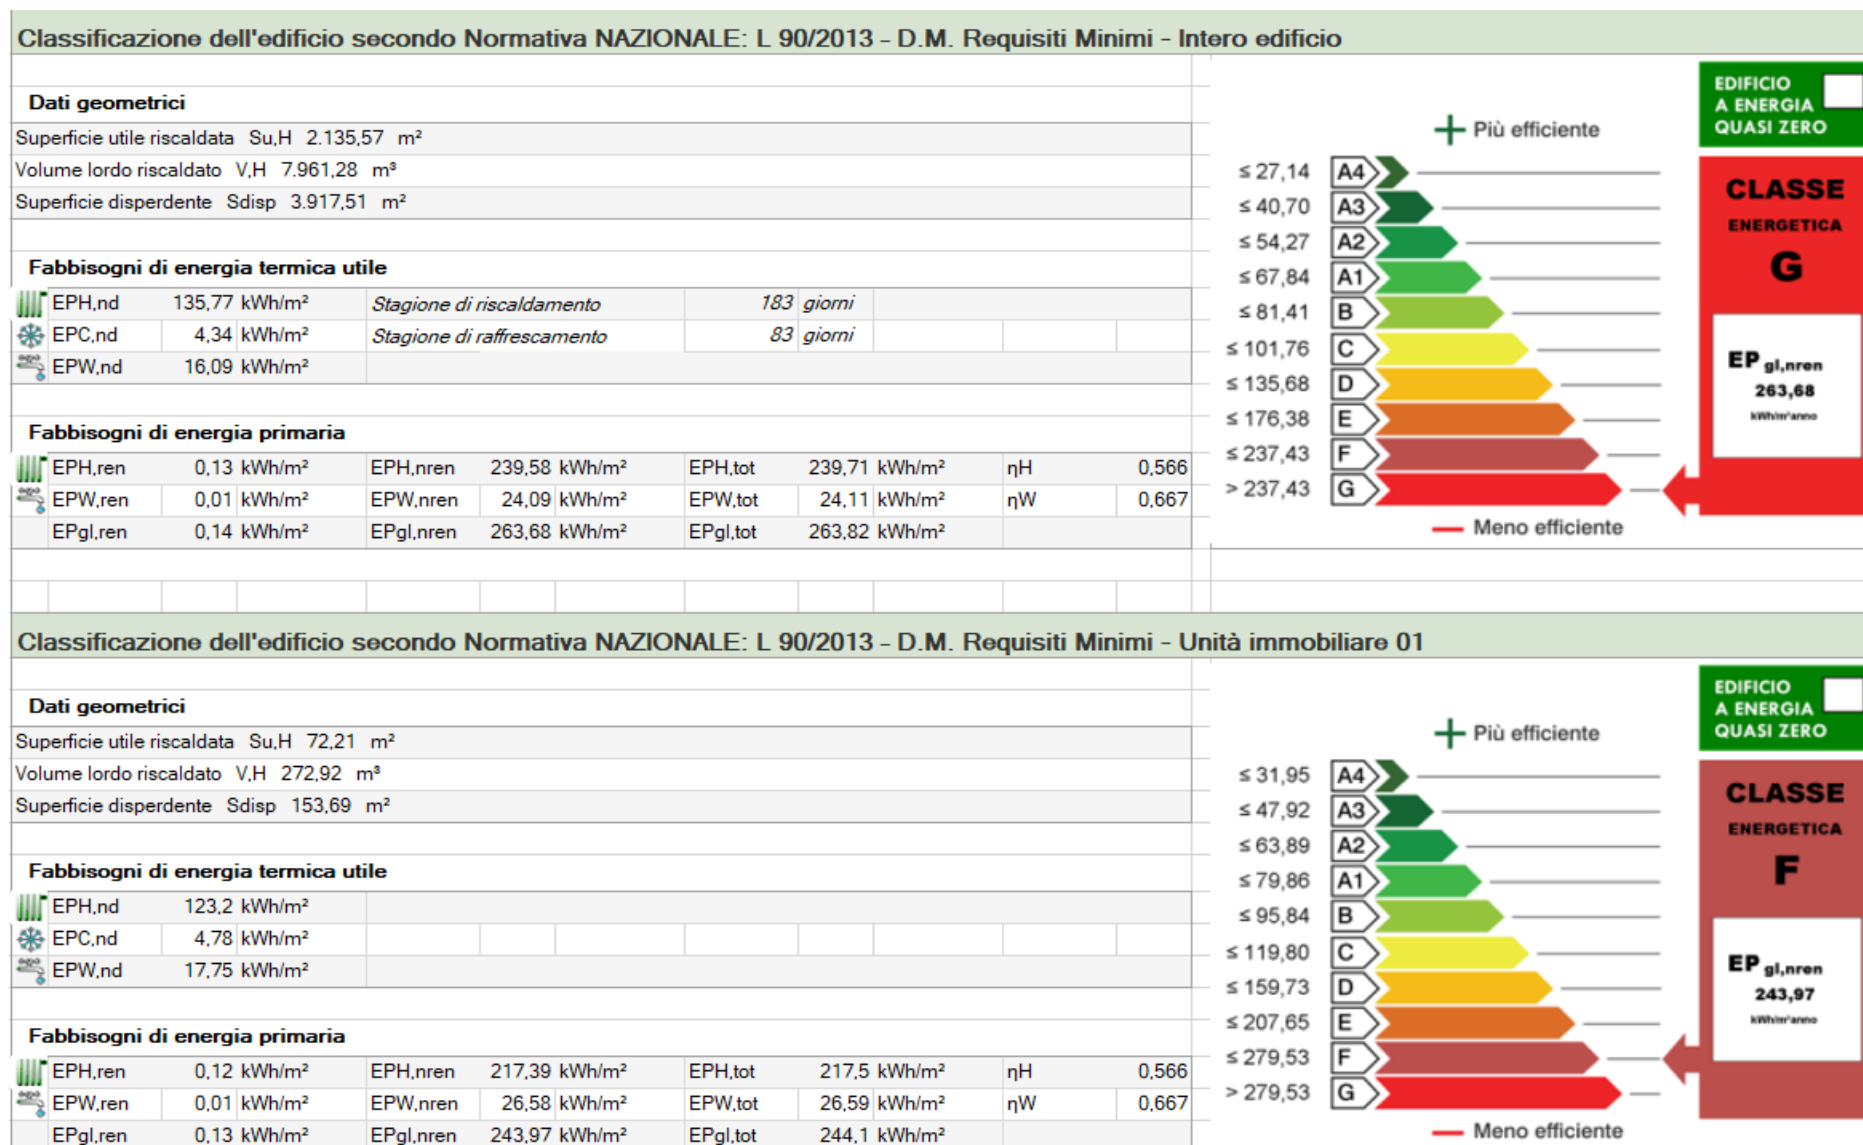 Classificazione dell'edificio secondo Normativa NAZIONALE: L 90/2013 - D.M. Requisiti Minimi - Intero edificio
Dati geometrici
Superficie utile riscaldata Su,H 2.135,57 m²
Volume lordo riscaldato V,H 7.961,28 m³
Superficie disperdente Sdisp 3.917,51 m²
Fabbisogni di energia termica utile
EPH,nd 135,77 kWh/m² Stagione di riscaldamento 183 giorni
EPC,nd 4,34 kWh/m² Stagione di raffrescamento 83 giorni
EPW,nd 16,09 kWh/m²
Fabbisogni di energia primaria
EPH,ren 0,13 kWh/m² EPH,nren 239,58 kWh/m² EPH,tot 239,71 kWh/m² ηH 0,566
EPW,ren 0,01 kWh/m² EPW,nren 24,09 kWh/m² EPW,tot 24,11 kWh/m² ηW 0,667
EPgl,ren 0,14 kWh/m² EPgl,nren 263,68 kWh/m² EPgl,tot 263,82 kWh/m²
Più efficiente
≤ 27,14 A4
≤ 40,70 A3
≤ 54,27 A2
≤ 67,84 A1
≤ 81,41 B
≤ 101,76 C
≤ 135,68 D
≤ 176,38 E
≤ 237,43 F
> 237,43 G
Meno efficiente
EDIFICIO
A ENERGIA
QUASI ZERO
CLASSE
ENERGETICA
G
EP gl,nren
263,68
kWh/m²anno
Classificazione dell'edificio secondo Normativa NAZIONALE: L 90/2013 - D.M. Requisiti Minimi - Unità immobiliare 01
Dati geometrici
Superficie utile riscaldata Su,H 72,21 m²
Volume lordo riscaldato V,H 272,92 m³
Superficie disperdente Sdisp 153,69 m²
Fabbisogni di energia termica utile
EPH,nd 123,2 kWh/m²
EPC,nd 4,78 kWh/m²
EPW,nd 17,75 kWh/m²
Fabbisogni di energia primaria
EPH,ren 0,12 kWh/m² EPH,nren 217,39 kWh/m² EPH,tot 217,5 kWh/m² ηH 0,566
EPW,ren 0,01 kWh/m² EPW,nren 26,58 kWh/m² EPW,tot 26,59 kWh/m² ηW 0,667
EPgl,ren 0,13 kWh/m² EPgl,nren 243,97 kWh/m² EPgl,tot 244,1 kWh/m²
Più efficiente
≤ 31,95 A4
≤ 47,92 A3
≤ 63,89 A2
≤ 79,86 A1
≤ 95,84 B
≤ 119,80 C
≤ 159,73 D
≤ 207,65 E
≤ 279,53 F
> 279,53 G
Meno efficiente
EDIFICIO
A ENERGIA
QUASI ZERO
CLASSE
ENERGETICA
F
EP gl,nren
243,97
kWh/m²anno